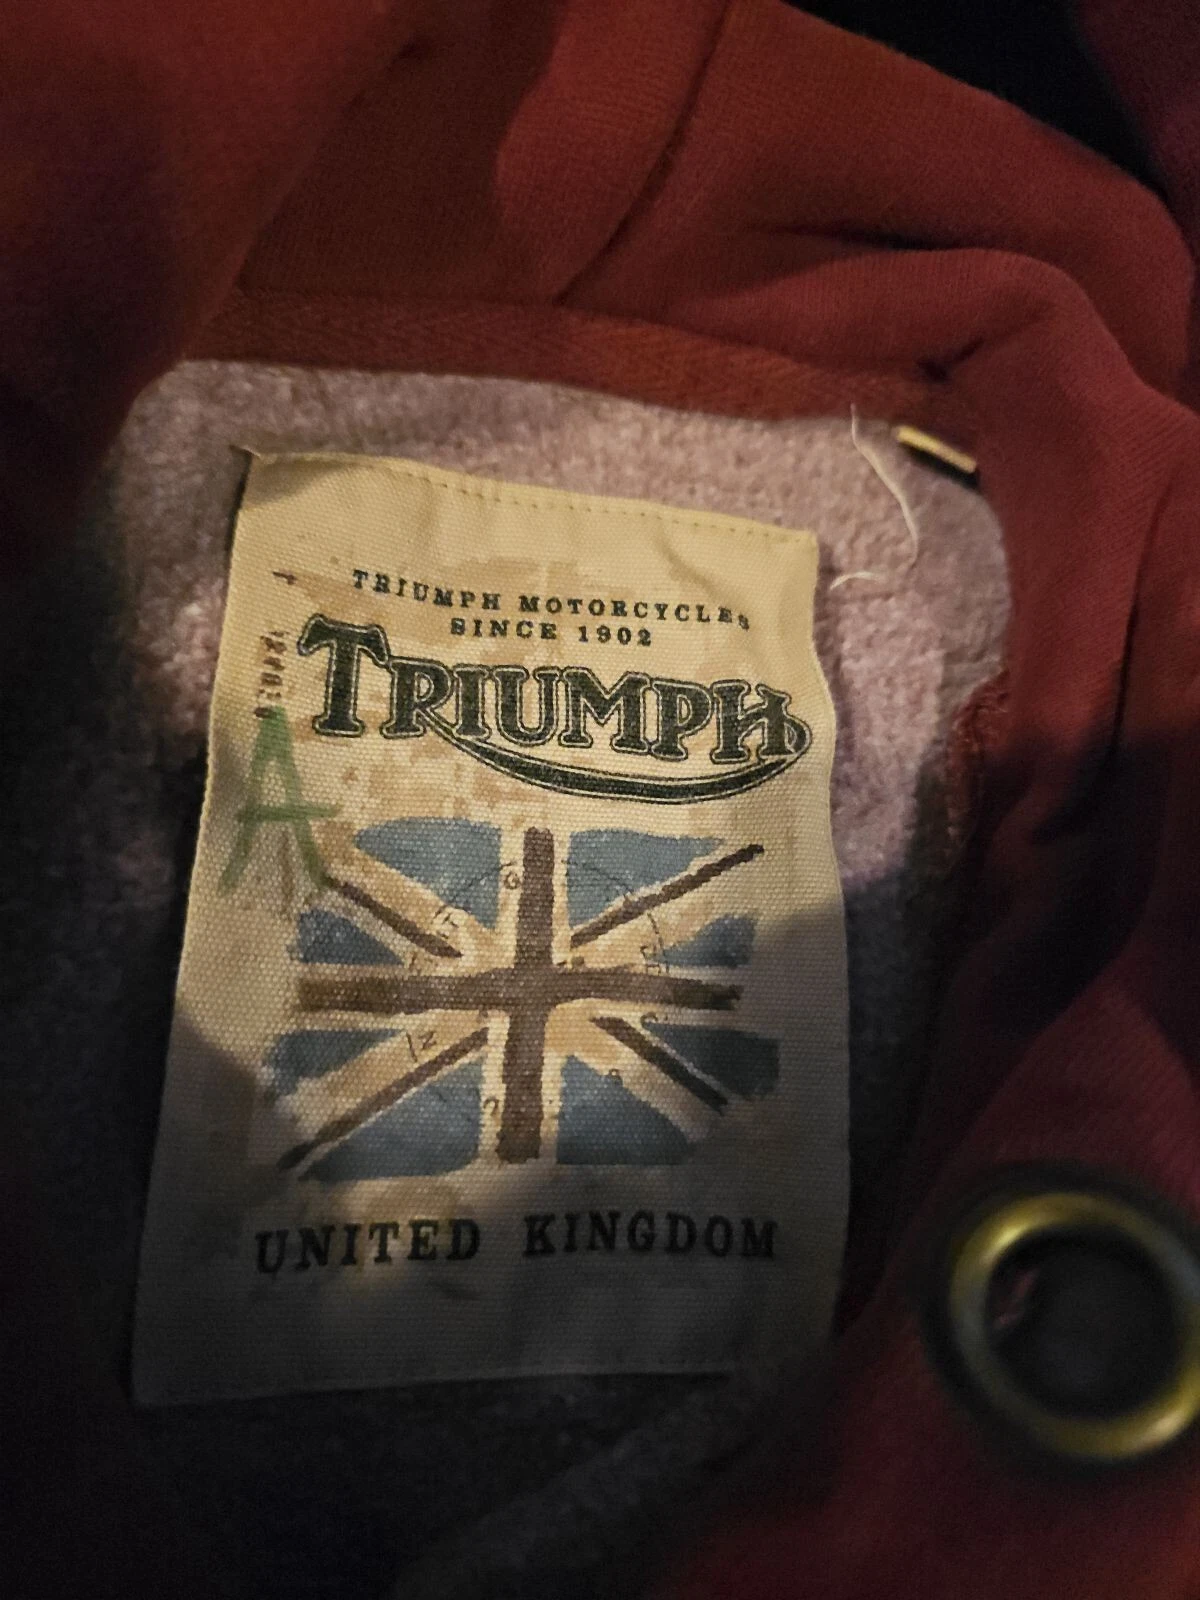 TRIUMPH MOTORCYCLES
SINCE 1902
TRIUMPH
A
UNITED KINGDOM